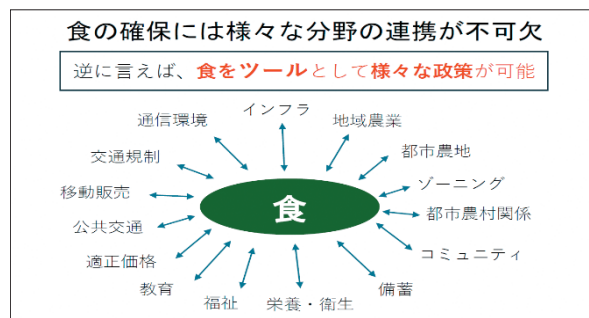 食の確保には様々な分野の連携が不可欠
逆に言えば、食をツールとして様々な政策が可能
インフラ
通信環境
地域農業
交通規制
都市農地
移動販売
ゾーニング
食
公共交通
都市農村関係
適正価格
コミュニティ
教育
備蓄
福祉
栄養・衛生